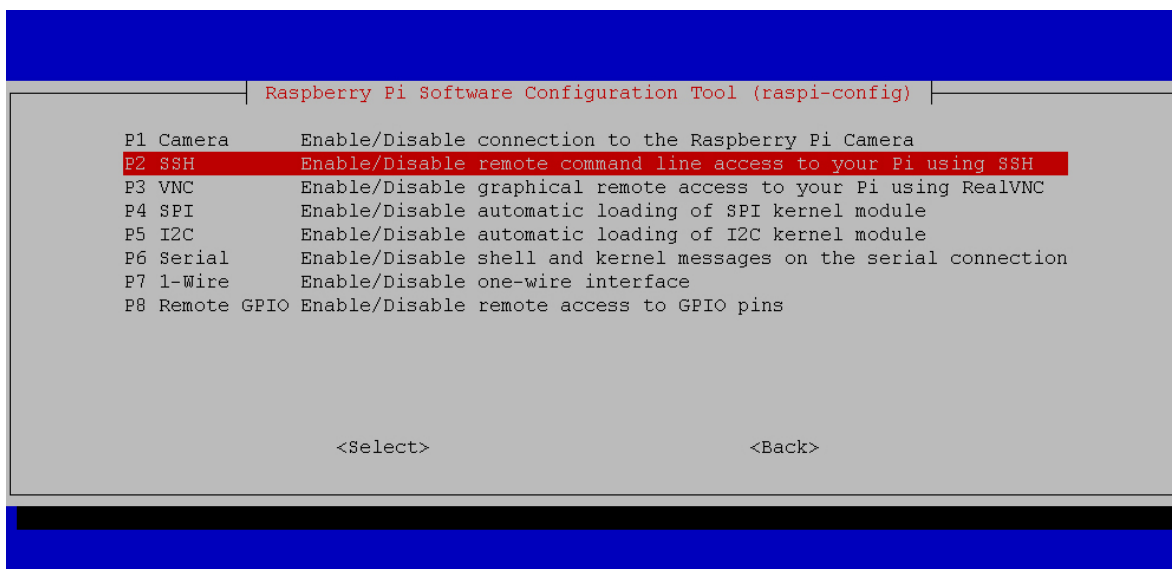 Raspberry Pi Software Configuration Tool (raspi-config)
P1 Camera Enable/Disable connection to the Raspberry Pi Camera
P2 SSH Enable/Disable remote command line access to your Pi using SSH
P3 VNC Enable/Disable graphical remote access to your Pi using RealVNC
P4 SPI Enable/Disable automatic loading of SPI kernel module
P5 I2C Enable/Disable automatic loading of I2C kernel module
P6 Serial Enable/Disable shell and kernel messages on the serial connection
P7 1-Wire Enable/Disable one-wire interface
P8 Remote GPIO Enable/Disable remote access to GPIO pins
<Select> <Back>